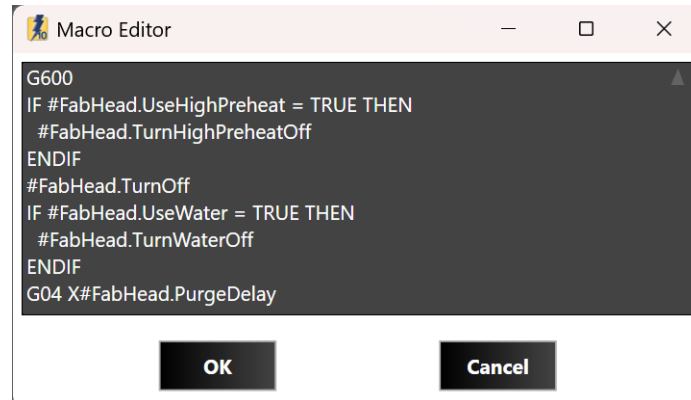 Macro Editor
G600
IF #FabHead.UseHighPreheat = TRUE THEN
  #FabHead.TurnHighPreheatOff
ENDIF
#FabHead.TurnOff
IF #FabHead.UseWater = TRUE THEN
  #FabHead.TurnWaterOff
ENDIF
G04 X#FabHead.PurgeDelay
OK
Cancel